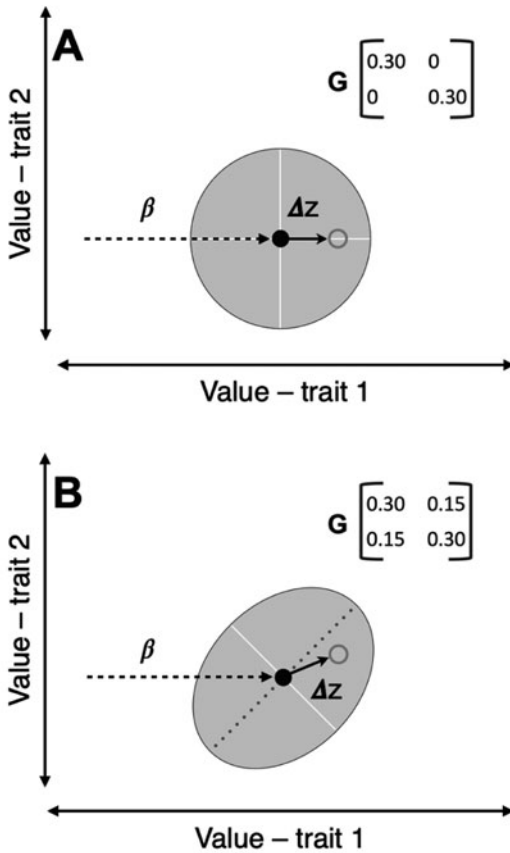 A
G
0.30 0
0 0.30
Value – trait 2
β
Δz
Value – trait 1
B
G
0.30 0.15
0.15 0.30
Value – trait 2
β
Δz
Value – trait 1